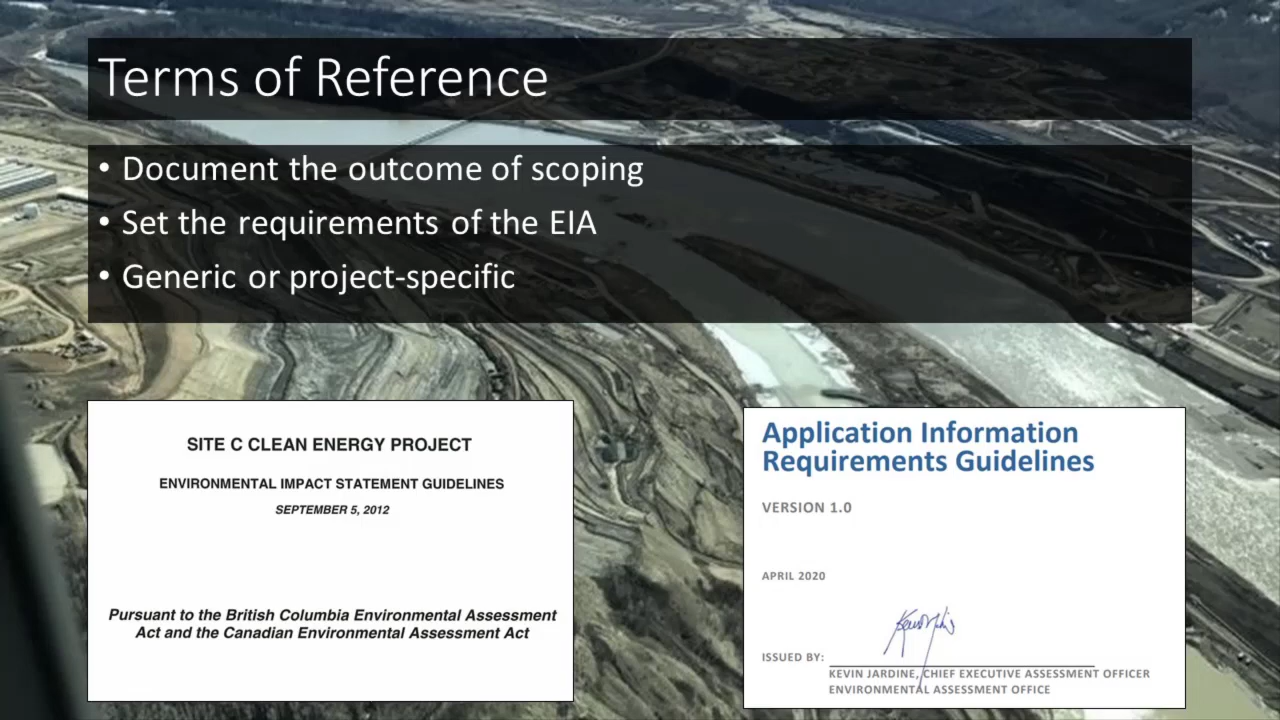 Terms of Reference
• Document the outcome of scoping
• Set the requirements of the EIA
• Generic or project-specific
SITE C CLEAN ENERGY PROJECT
ENVIRONMENTAL IMPACT STATEMENT GUIDELINES
SEPTEMBER 5, 2012
Pursuant to the British Columbia Environmental Assessment
Act and the Canadian Environmental Assessment Act
Application Information
Requirements Guidelines
VERSION 1.0
APRIL 2020
ISSUED BY:
KEVIN JARDINE, CHIEF EXECUTIVE ASSESSMENT OFFICER
ENVIRONMENTAL ASSESSMENT OFFICE